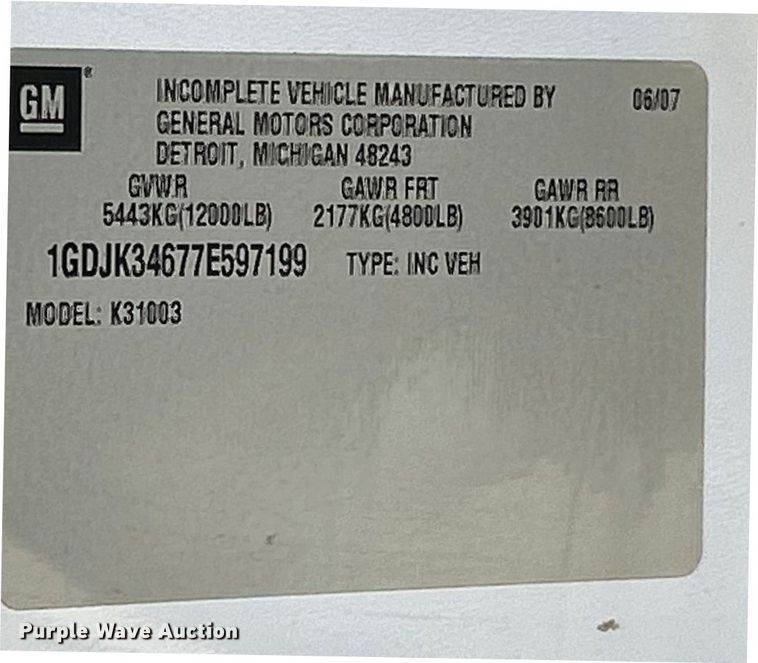 GM®
INCOMPLETE VEHICLE MANUFACTURED BY 06/07
GENERAL MOTORS CORPORATION
DETROIT, MICHIGAN 48243
GVWR GAWR FRT GAWR RR
5443KG(12000LB) 2177KG(4800LB) 3901KG(8600LB)
1GDJK34677E597199 TYPE: INC VEH
MODEL: K31003
Purple Wave Auction